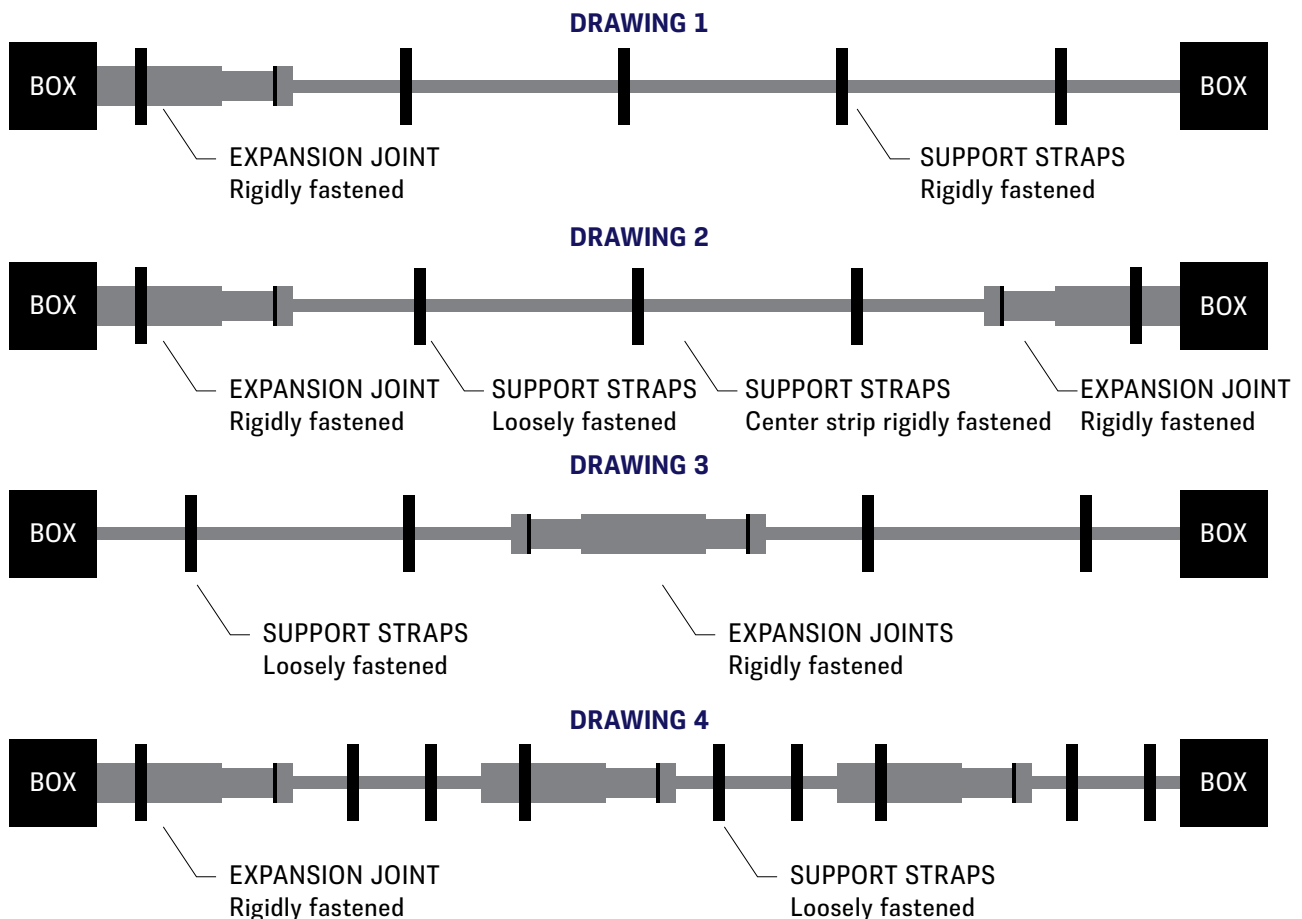 DRAWING 1
BOX
BOX
EXPANSION JOINT
Rigidly fastened
SUPPORT STRAPS
Rigidly fastened
DRAWING 2
BOX
BOX
EXPANSION JOINT
Rigidly fastened
SUPPORT STRAPS
Loosely fastened
SUPPORT STRAPS
Center strip rigidly fastened
EXPANSION JOINT
Rigidly fastened
DRAWING 3
BOX
BOX
SUPPORT STRAPS
Loosely fastened
EXPANSION JOINTS
Rigidly fastened
DRAWING 4
BOX
BOX
EXPANSION JOINT
Rigidly fastened
SUPPORT STRAPS
Loosely fastened